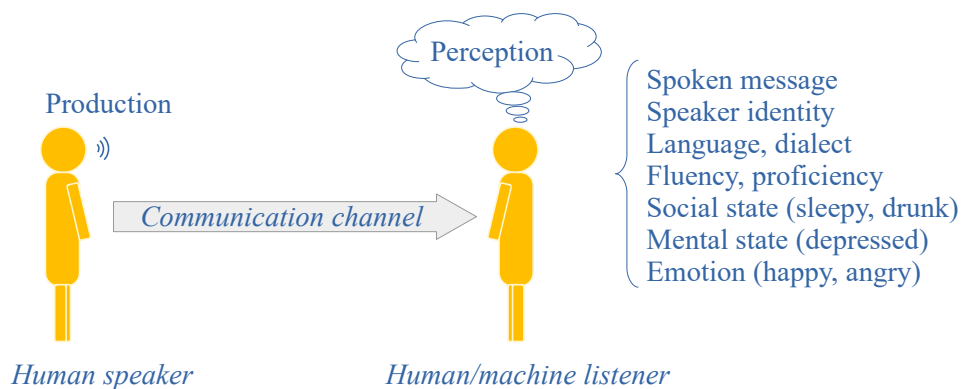 Perception
Production
Communication channel
Spoken message
Speaker identity
Language, dialect
Fluency, proficiency
Social state (sleepy, drunk)
Mental state (depressed)
Emotion (happy, angry)
Human speaker
Human/machine listener